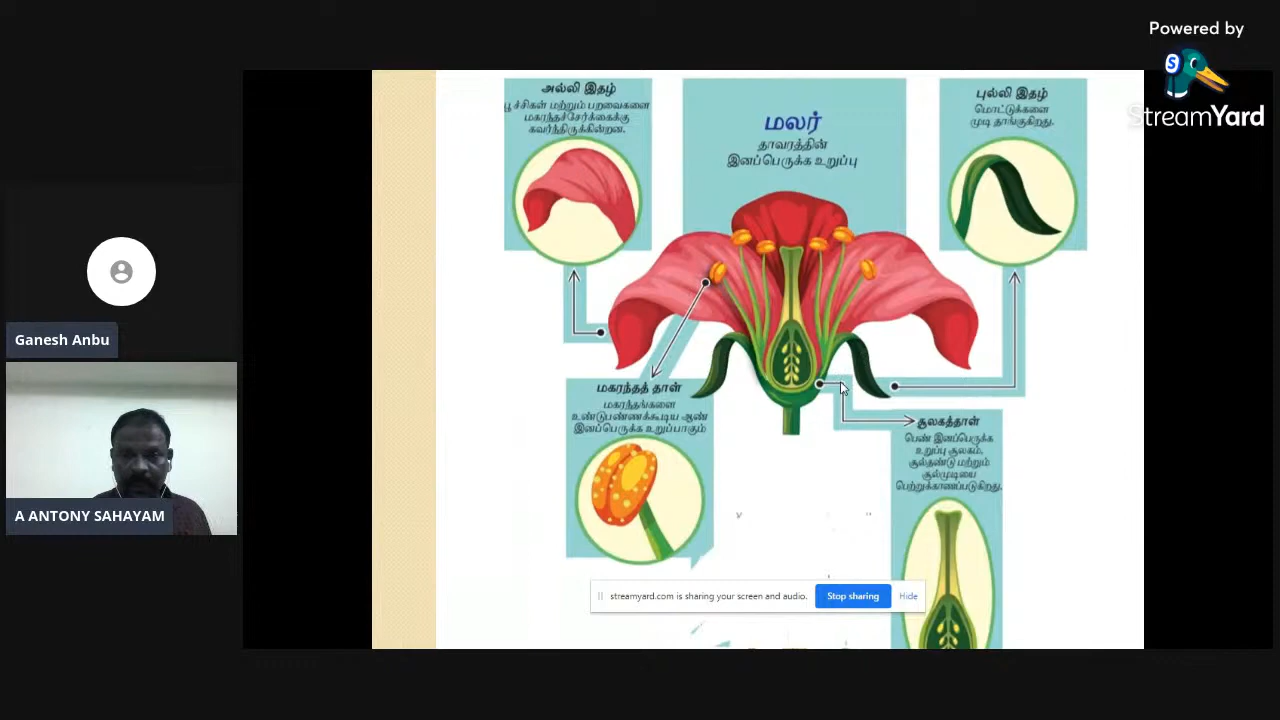 Powered by
StreamYard
அல்லி இதழ்
பூச்சிகள் மற்றும் பறவைகளை
மகரந்தச்சேர்க்கைக்கு
கவர்ந்திருக்கின்றன.
மலர்
தாவரத்தின்
இனப்பெருக்க உறுப்பு
புல்லி இதழ்
மொட்டுக்களை
மூடி தாங்குகிறது.
Ganesh Anbu
A ANTONY SAHAYAM
மகரந்தத் தாள்
மகரந்தங்களை
உண்டுபண்ணக்கூடிய ஆண்
இனப்பெருக்க உறுப்பாகும்
சூலகத்தாள்
பெண் இனப்பெருக்க
உறுப்பு சூலகம்,
சூல்தண்டு மற்றும்
சூல்முடியை
பெற்றுக்காணப்படுகிறது.
streamyard.com is sharing your screen and audio.
Stop sharing
Hide